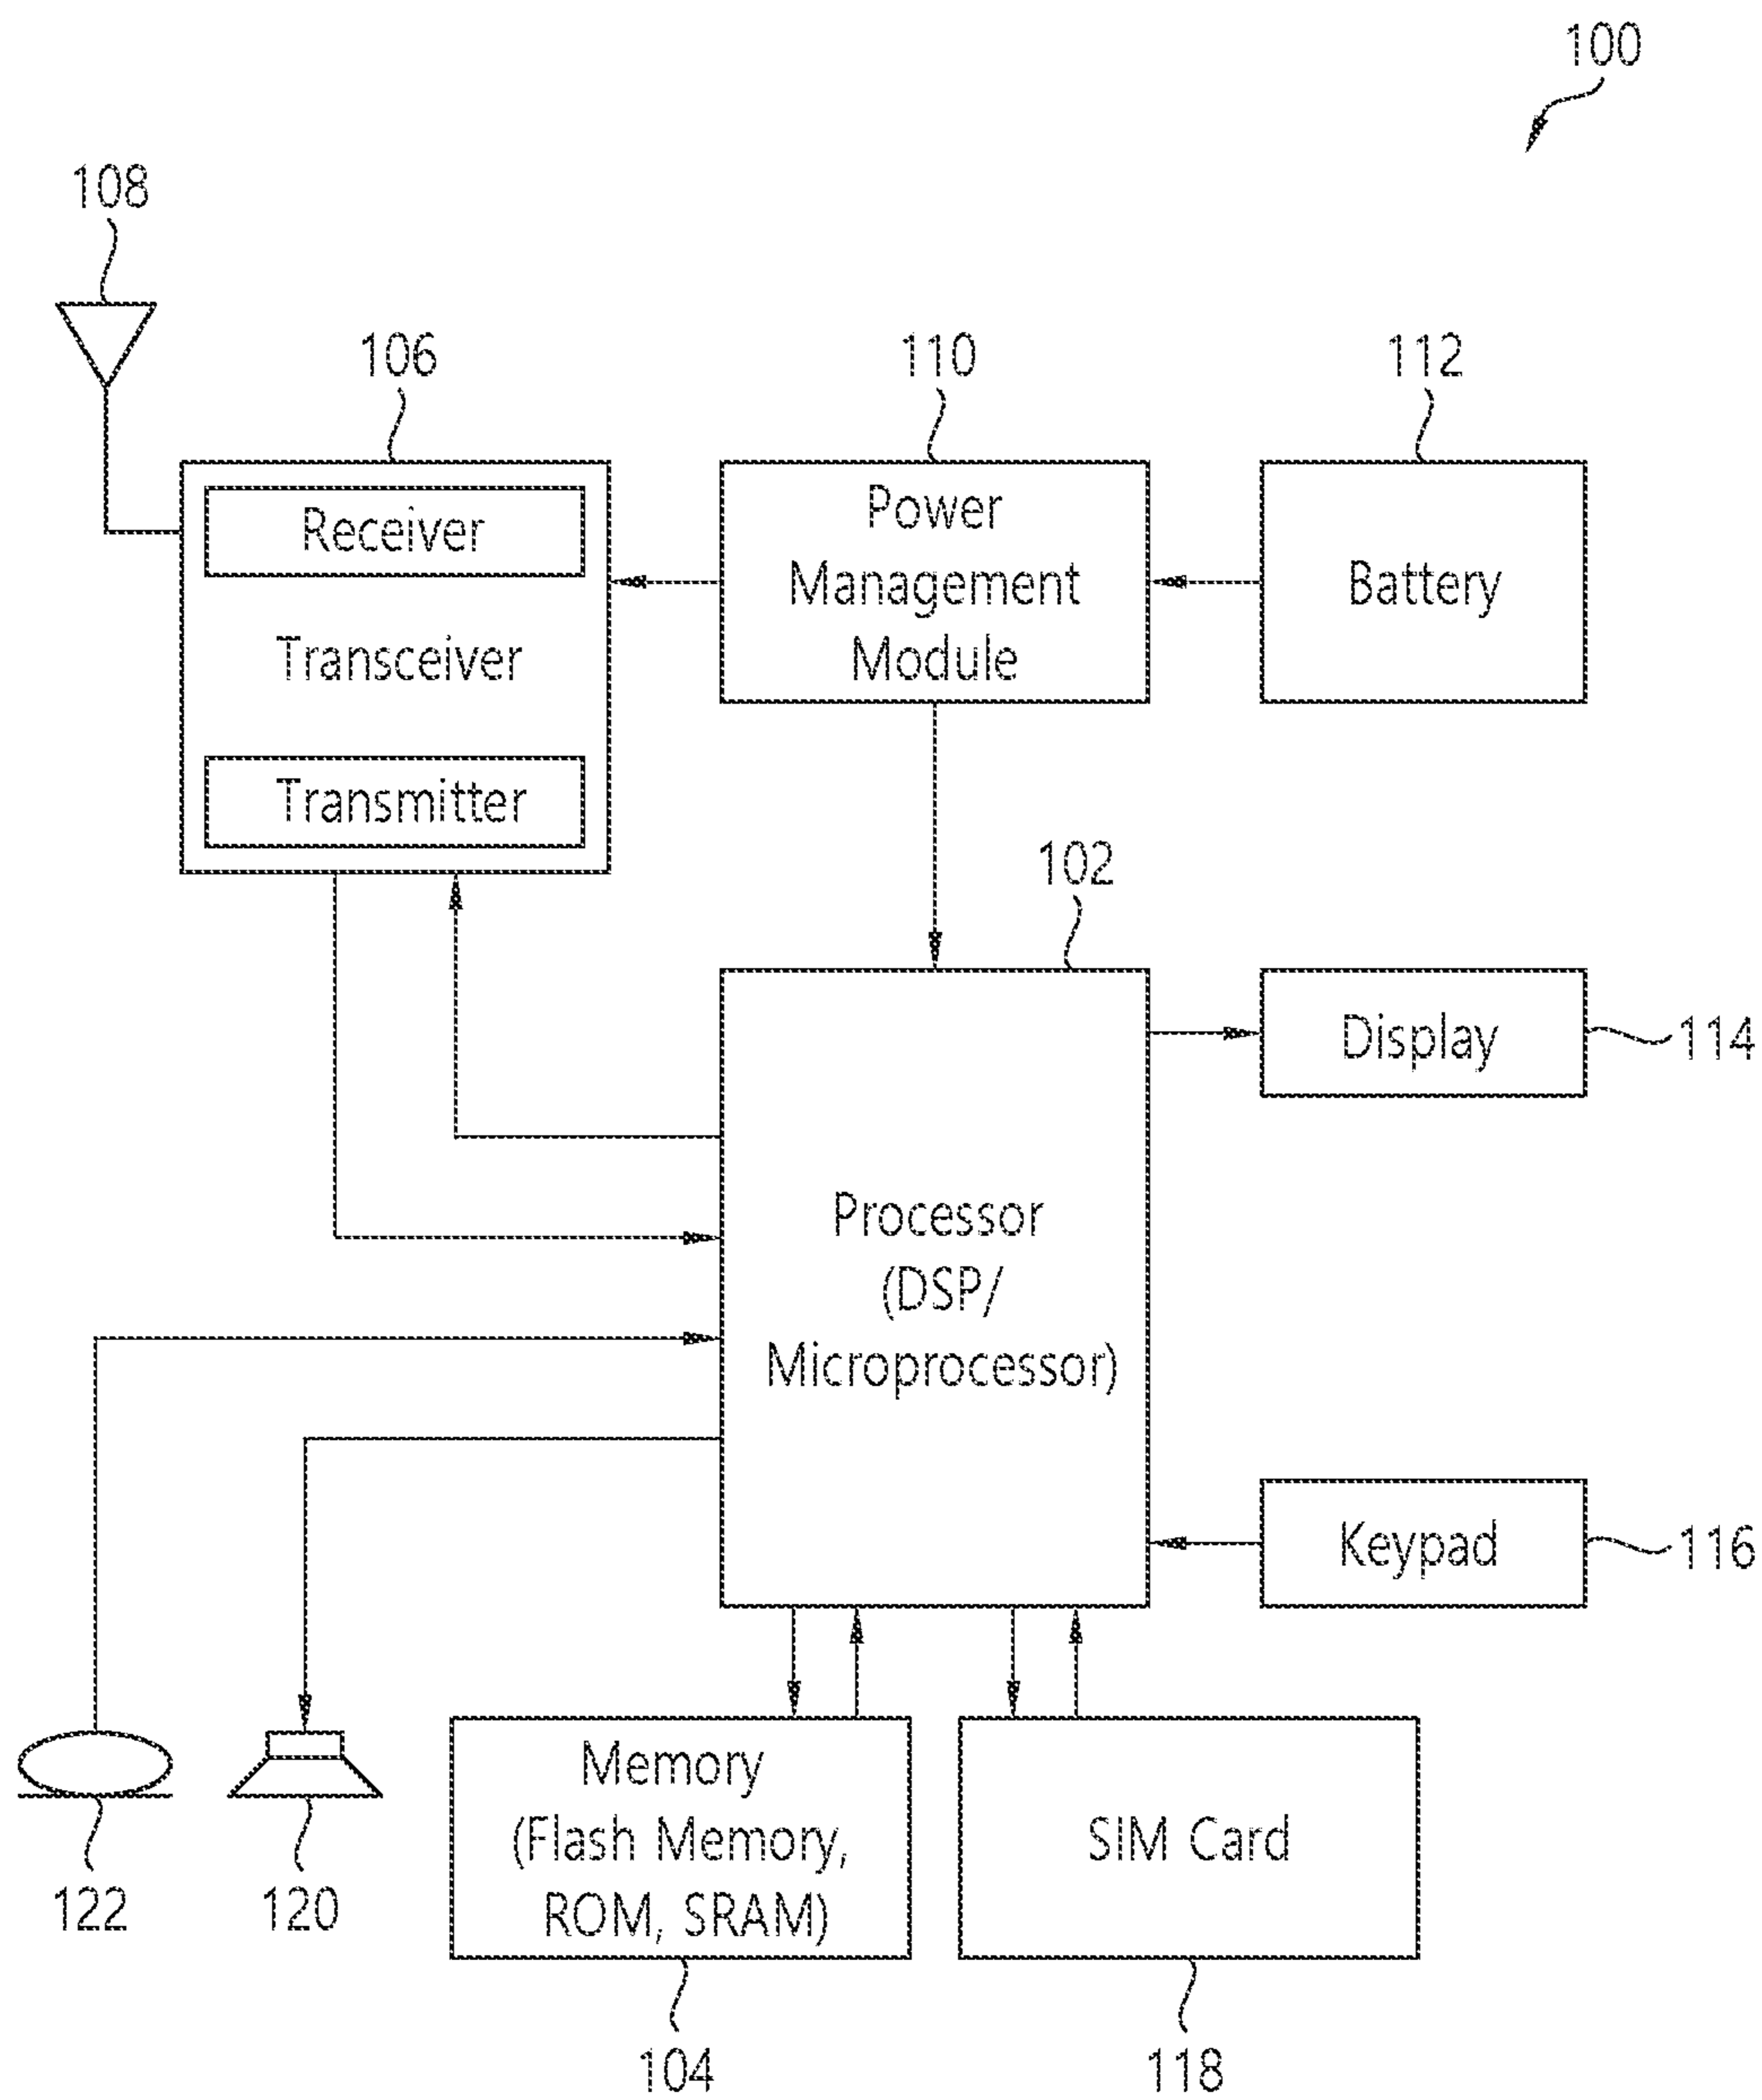 100
108
106
110
112
Receiver
Transceiver
Transmitter
Power
Management
Module
Battery
102
Display
114
Processor
(DSP/
Microprocessor)
Keypad
116
122
120
Memory
(Flash Memory,
ROM, SRAM)
SIM Card
104
118